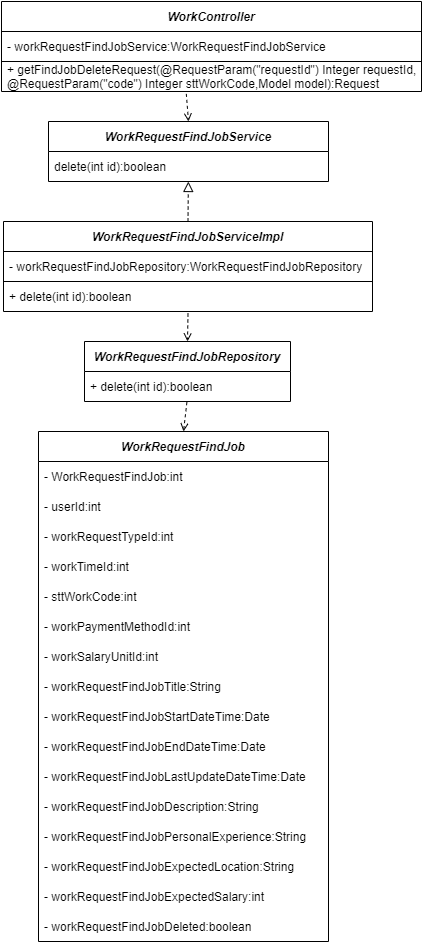 WorkController
- workRequestFindJobService:WorkRequestFindJobService
+ getFindJobDeleteRequest(@RequestParam("requestId") Integer requestId,
@RequestParam("code") Integer sttWorkCode,Model model):Request
WorkRequestFindJobService
delete(int id):boolean
WorkRequestFindJobServiceImpl
- workRequestFindJobRepository:WorkRequestFindJobRepository
+ delete(int id):boolean
WorkRequestFindJobRepository
+ delete(int id):boolean
WorkRequestFindJob
- WorkRequestFindJob:int
- userId:int
- workRequestTypeId:int
- workTimeId:int
- sttWorkCode:int
- workPaymentMethodId:int
- workSalaryUnitId:int
- workRequestFindJobTitle:String
- workRequestFindJobStartDateTime:Date
- workRequestFindJobEndDateTime:Date
- workRequestFindJobLastUpdateDateTime:Date
- workRequestFindJobDescription:String
- workRequestFindJobPersonalExperience:String
- workRequestFindJobExpectedLocation:String
- workRequestFindJobExpectedSalary:int
- workRequestFindJobDeleted:boolean